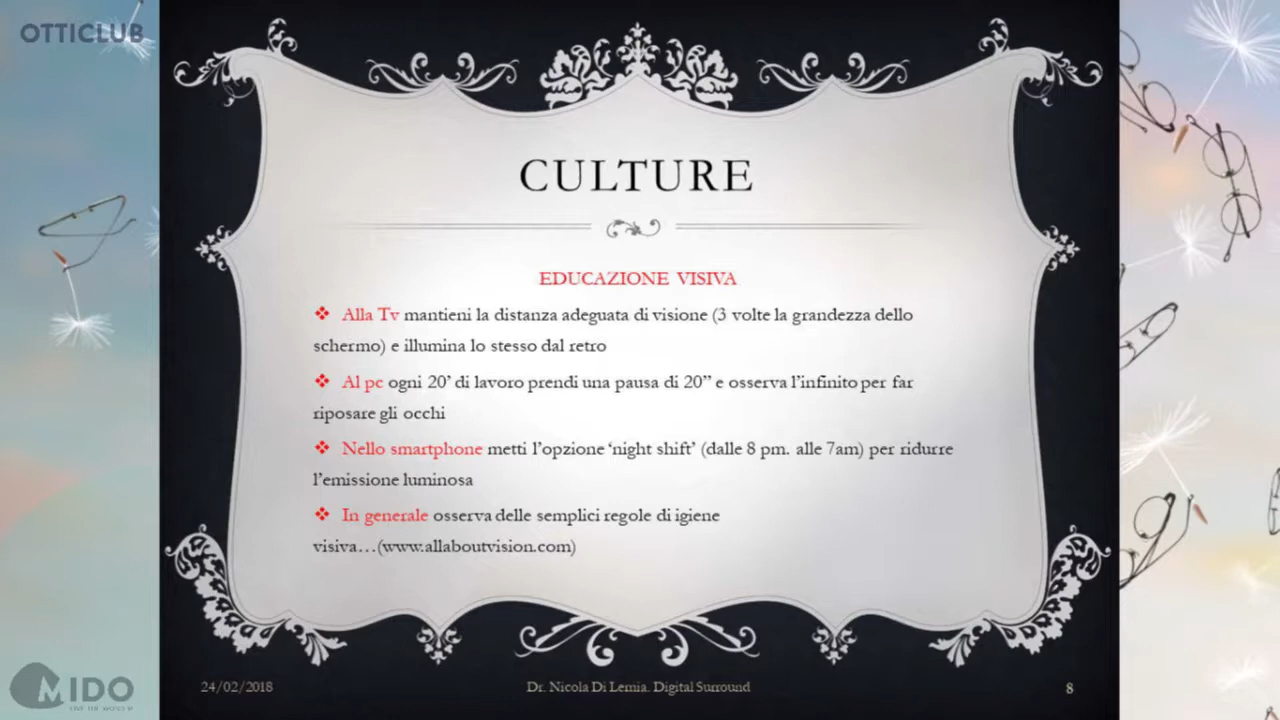 OTTICLUB
CULTURE
EDUCAZIONE VISIVA
❖ Alla Tv mantieni la distanza adeguata di visione (3 volte la grandezza dello
schermo) e illumina lo stesso dal retro
❖ Al pc ogni 20’ di lavoro prendi una pausa di 20” e osserva l’infinito per far
riposare gli occhi
❖ Nello smartphone metti l’opzione ‘night shift’ (dalle 8 pm. alle 7am) per ridurre
l’emissione luminosa
❖ In generale osserva delle semplici regole di igiene
visiva…(www.allaboutvision.com)
24/02/2018
Dr. Nicola Di Lernia. Digital Surround
8
MIDO